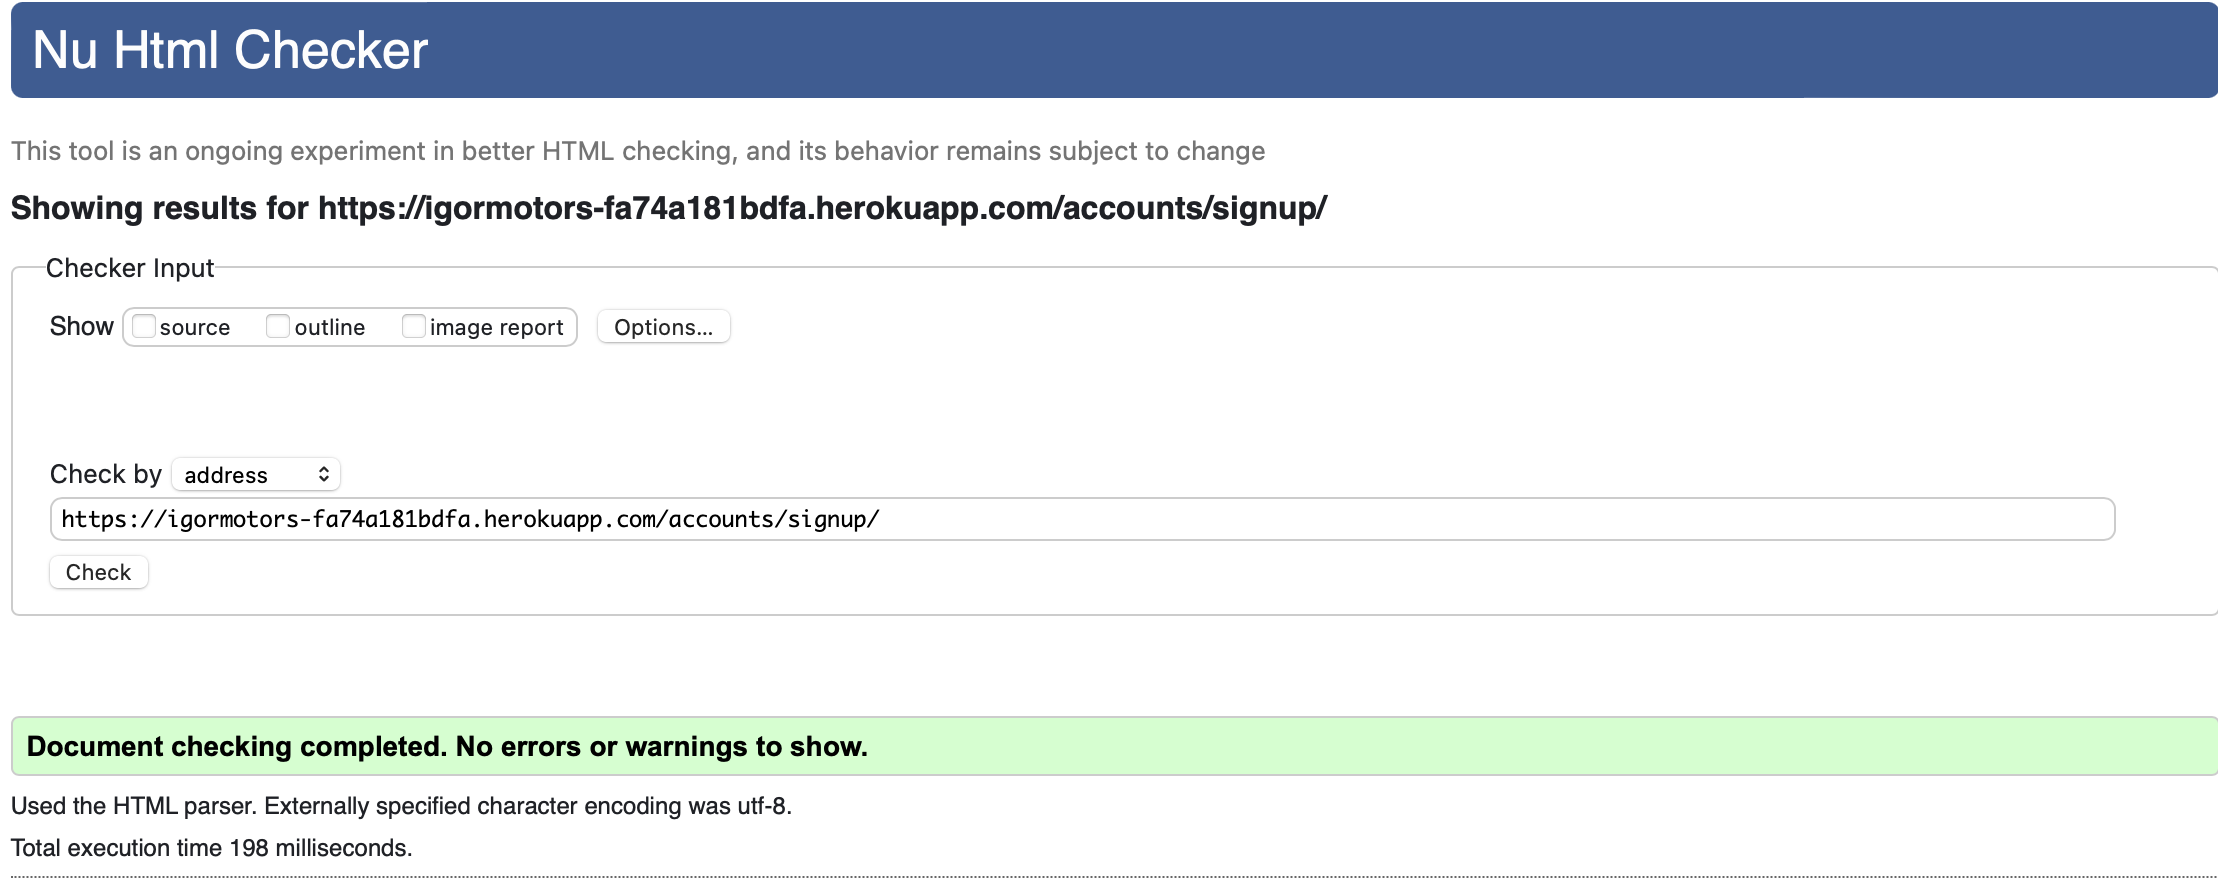 Nu Html Checker
This tool is an ongoing experiment in better HTML checking, and its behavior remains subject to change
Showing results for https://igormotors-fa74a181bdfa.herokuapp.com/accounts/signup/
Checker Input
Show source outline image report Options...
Check by address
https://igormotors-fa74a181bdfa.herokuapp.com/accounts/signup/
Check
Document checking completed. No errors or warnings to show.
Used the HTML parser. Externally specified character encoding was utf-8.
Total execution time 198 milliseconds.